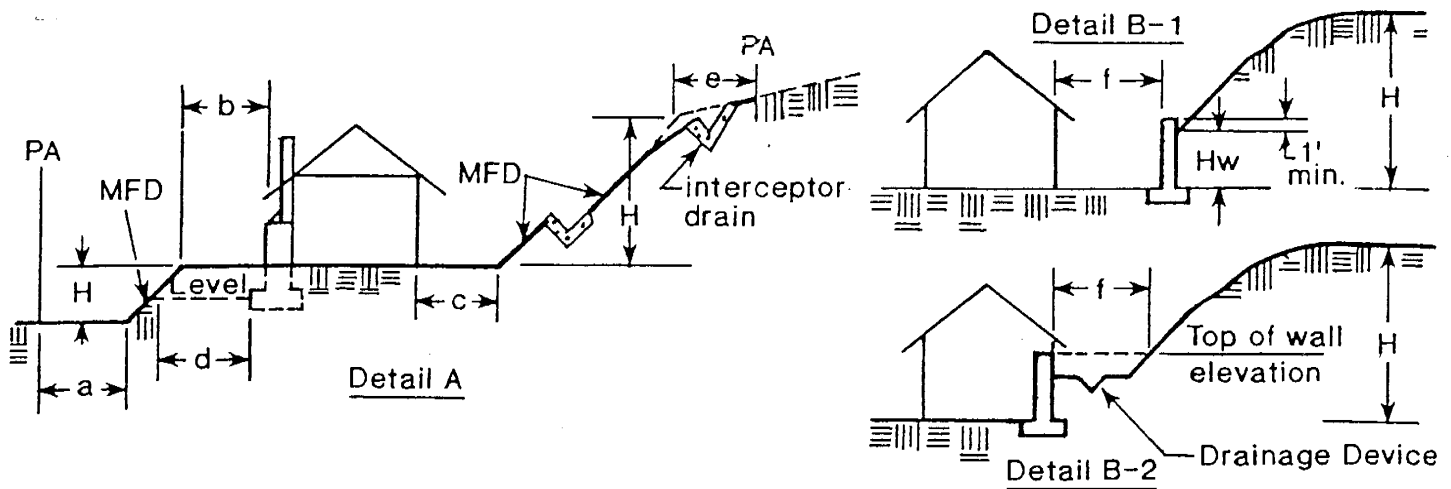 PA
b
MFD
H
Level
a
d
Detail A
c
MFD
e
PA
H
interceptor
drain
Detail B-1
f
Hw
1'
min.
H
f
Top of wall
elevation
H
Drainage Device
Detail B-2